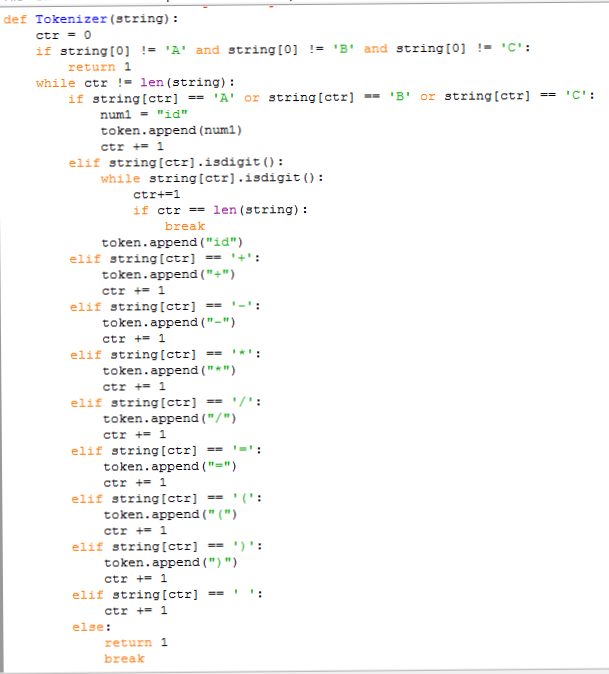 def Tokenizer(string):
    ctr = 0
    if string[0] != 'A' and string[0] != 'B' and string[0] != 'C':
        return 1
    while ctr != len(string):
        if string[ctr] == 'A' or string[ctr] == 'B' or string[ctr] == 'C':
            num1 = "id"
            token.append(num1)
            ctr += 1
        elif string[ctr].isdigit():
            while string[ctr].isdigit():
                ctr+=1
                if ctr == len(string):
                    break
            token.append("id")
        elif string[ctr] == '+':
            token.append("+")
            ctr += 1
        elif string[ctr] == '-':
            token.append("-")
            ctr += 1
        elif string[ctr] == '*':
            token.append("*")
            ctr += 1
        elif string[ctr] == '/':
            token.append("/")
            ctr += 1
        elif string[ctr] == '=':
            token.append("=")
            ctr += 1
        elif string[ctr] == '(':
            token.append("(")
            ctr += 1
        elif string[ctr] == ')':
            token.append(")")
            ctr += 1
        elif string[ctr] == ' ':
            ctr += 1
        else:
            return 1
            break